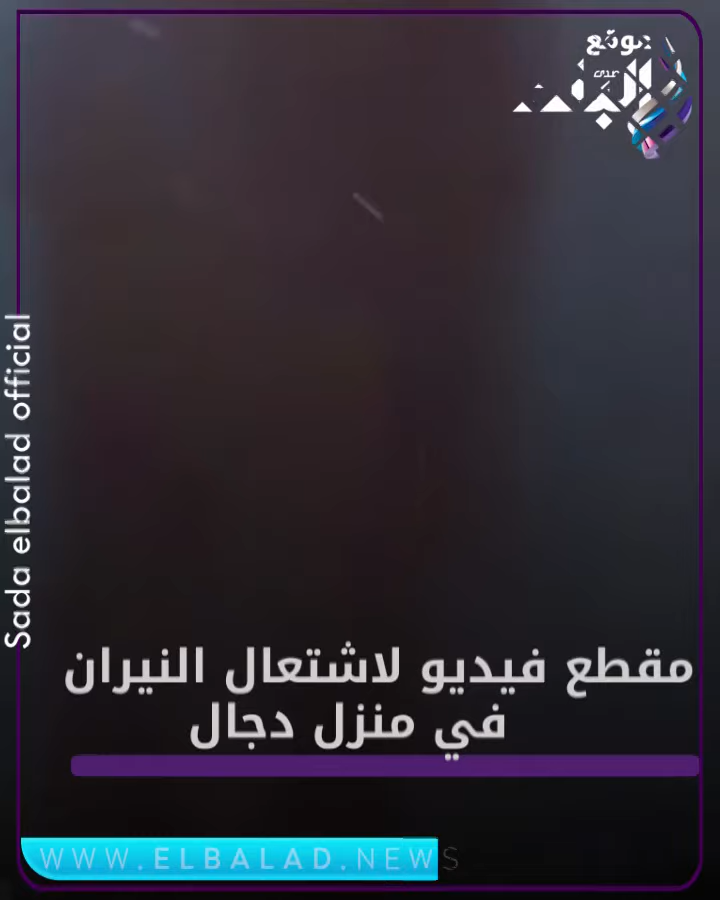 موقع
صدى
البلد
Sada elbalad official
مقطع فيديو لاشتعال النيران
في منزل دجال
WWW.ELBALAD.NEWS